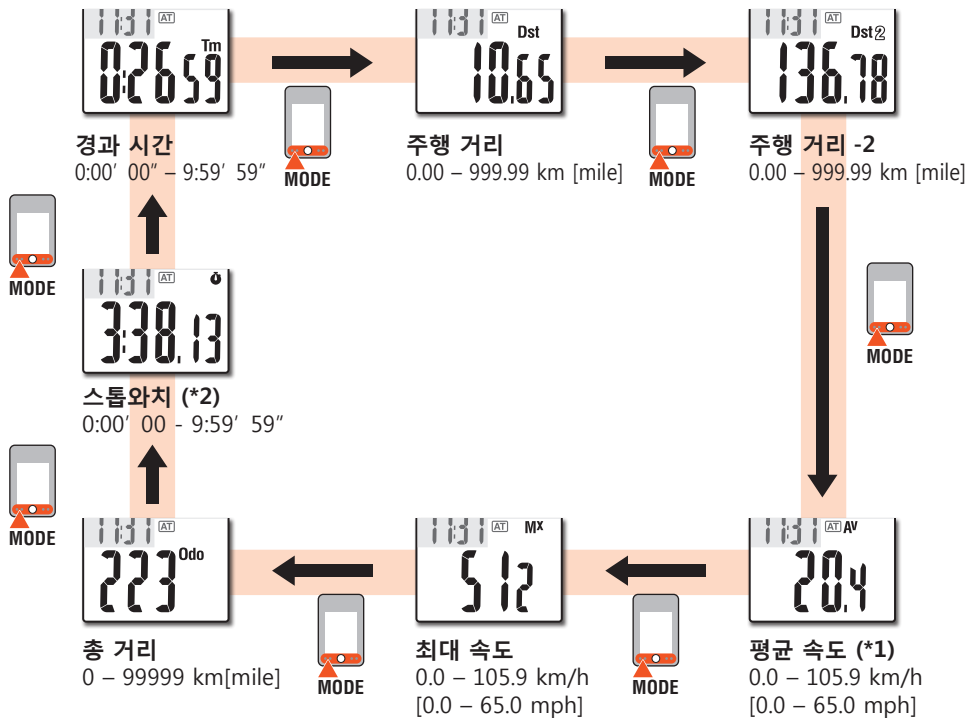 11:31 AT
Tm
0:26 59
경과 시간
0:00' 00" – 9:59' 59"
MODE
11:31 AT
Dst
10.65
주행 거리
0.00 – 999.99 km [mile]
MODE
11:31 AT
Dst2
136.78
주행 거리 -2
0.00 – 999.99 km [mile]
MODE
11:31 AT Av
20.4
평균 속도 (*1)
0.0 – 105.9 km/h
[0.0 – 65.0 mph]
MODE
11:31 AT Mx
512
최대 속도
0.0 – 105.9 km/h
[0.0 – 65.0 mph]
MODE
11:31 AT
Odo
223
총 거리
0 – 99999 km[mile]
MODE
11:31 AT
3:38.13
스톱와치 (*2)
0:00' 00 - 9:59' 59"
MODE